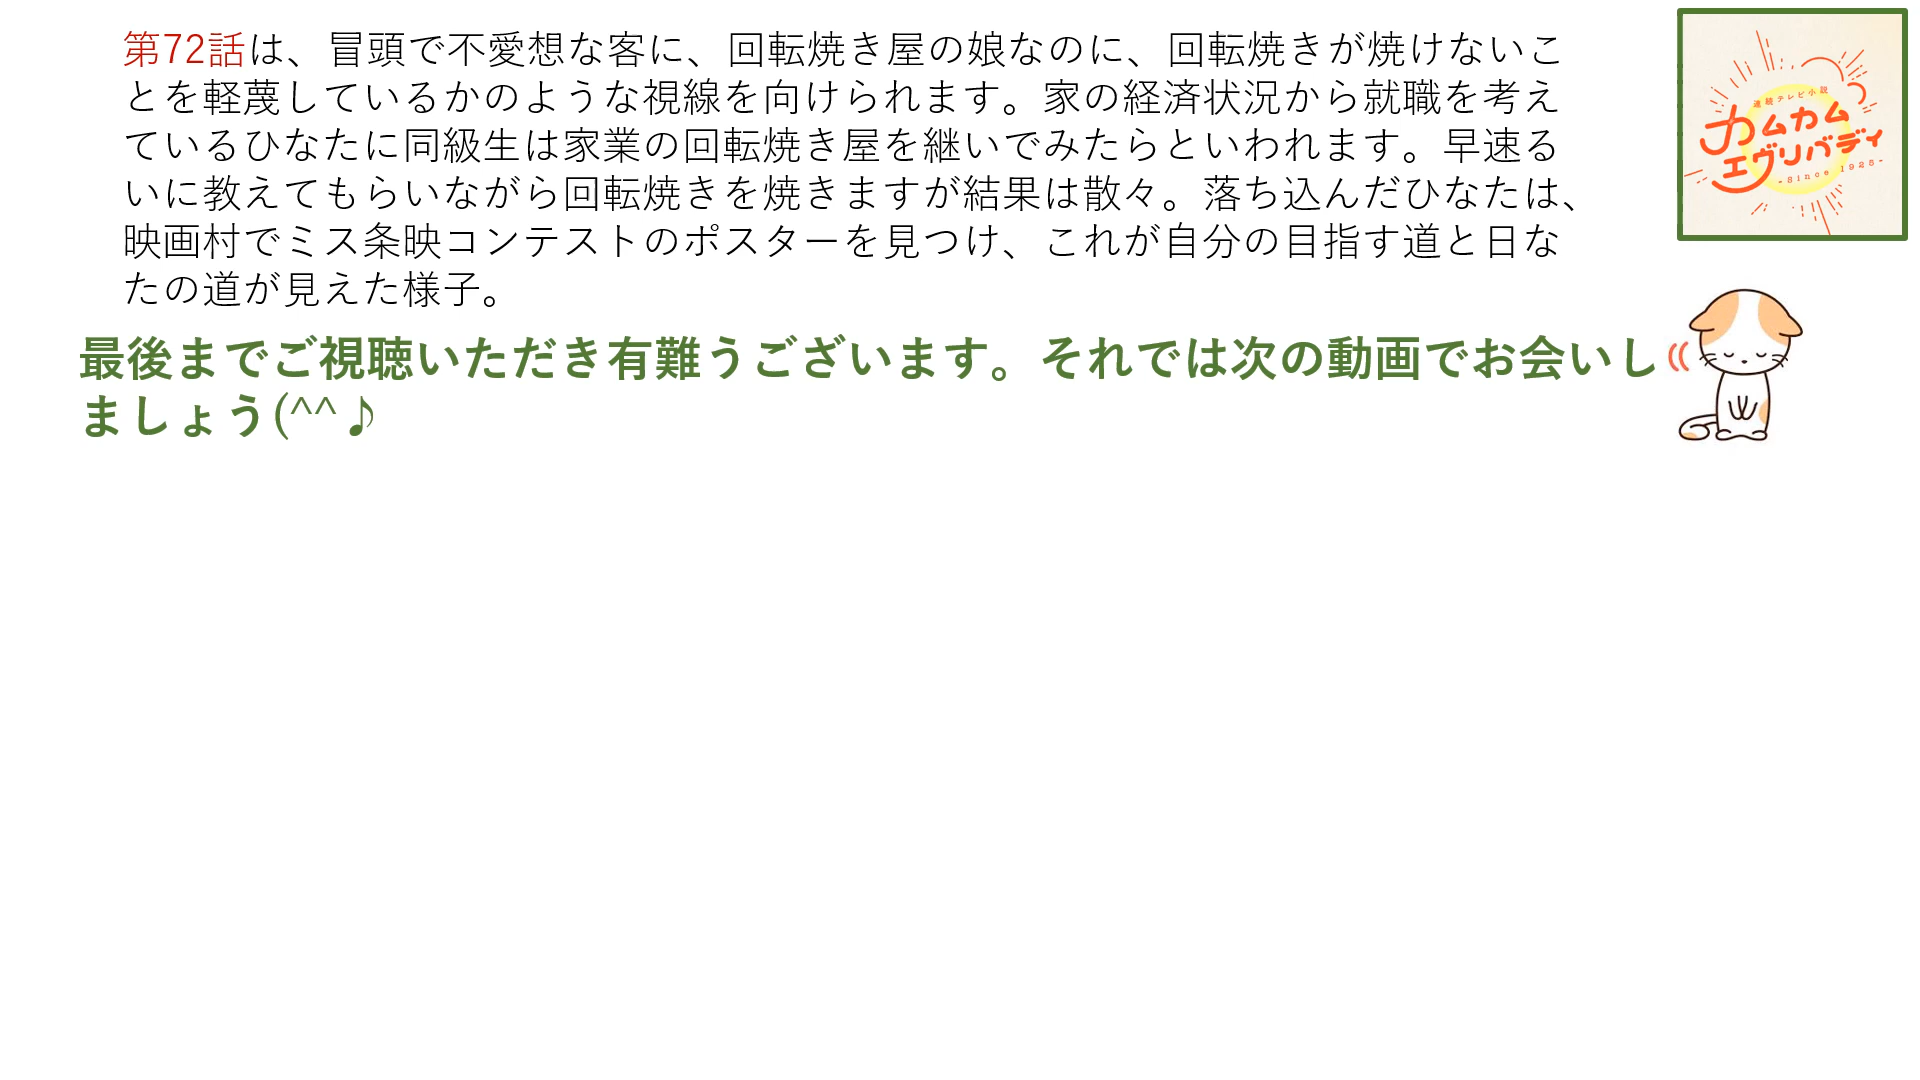 第72話は、冒頭で不愛想な客に、回転焼き屋の娘なのに、回転焼きが焼けないこ
とを軽蔑しているかのような視線を向けられます。家の経済状況から就職を考え
ているひなたに同級生は家業の回転焼き屋を継いでみたらといわれます。早速る
いに教えてもらいながら回転焼きを焼きますが結果は散々。落ち込んだひなたは、
映画村でミス条映コンテストのポスターを見つけ、これが自分の目指す道と日な
たの道が見えた様子。
最後までご視聴いただき有難うございます。それでは次の動画でお会いし
ましょう(^^♪
連続テレビ小説
カムカム
エヴリバディ
-Since 1925-